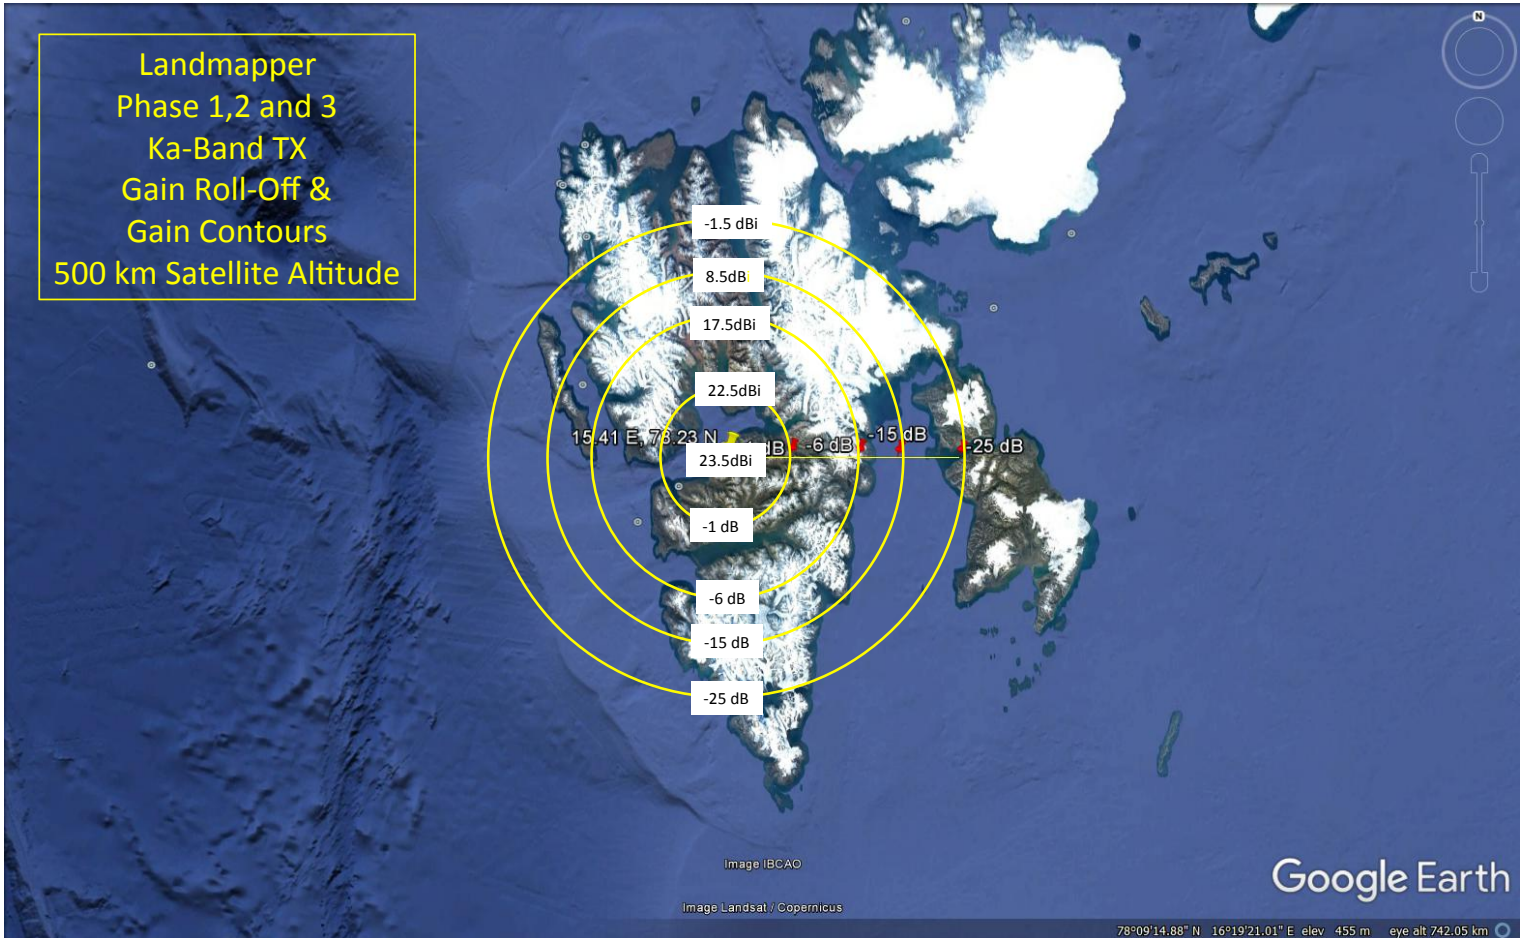 Landmapper
Phase 1,2 and 3
Ka-Band TX
Gain Roll-Off &
Gain Contours
500 km Satellite Altitude
N
-1.5 dBi
8.5dBi
17.5dBi
22.5dBi
15.41 E, 78.23 N
dB
-6 dB
-15 dB
-25 dB
23.5dBi
-1 dB
-6 dB
-15 dB
-25 dB
Image IBCAO
Google Earth
Image Landsat / Copernicus
78°09'14.88" N 16°19'21.01" E elev 455 m eye alt 742.05 km